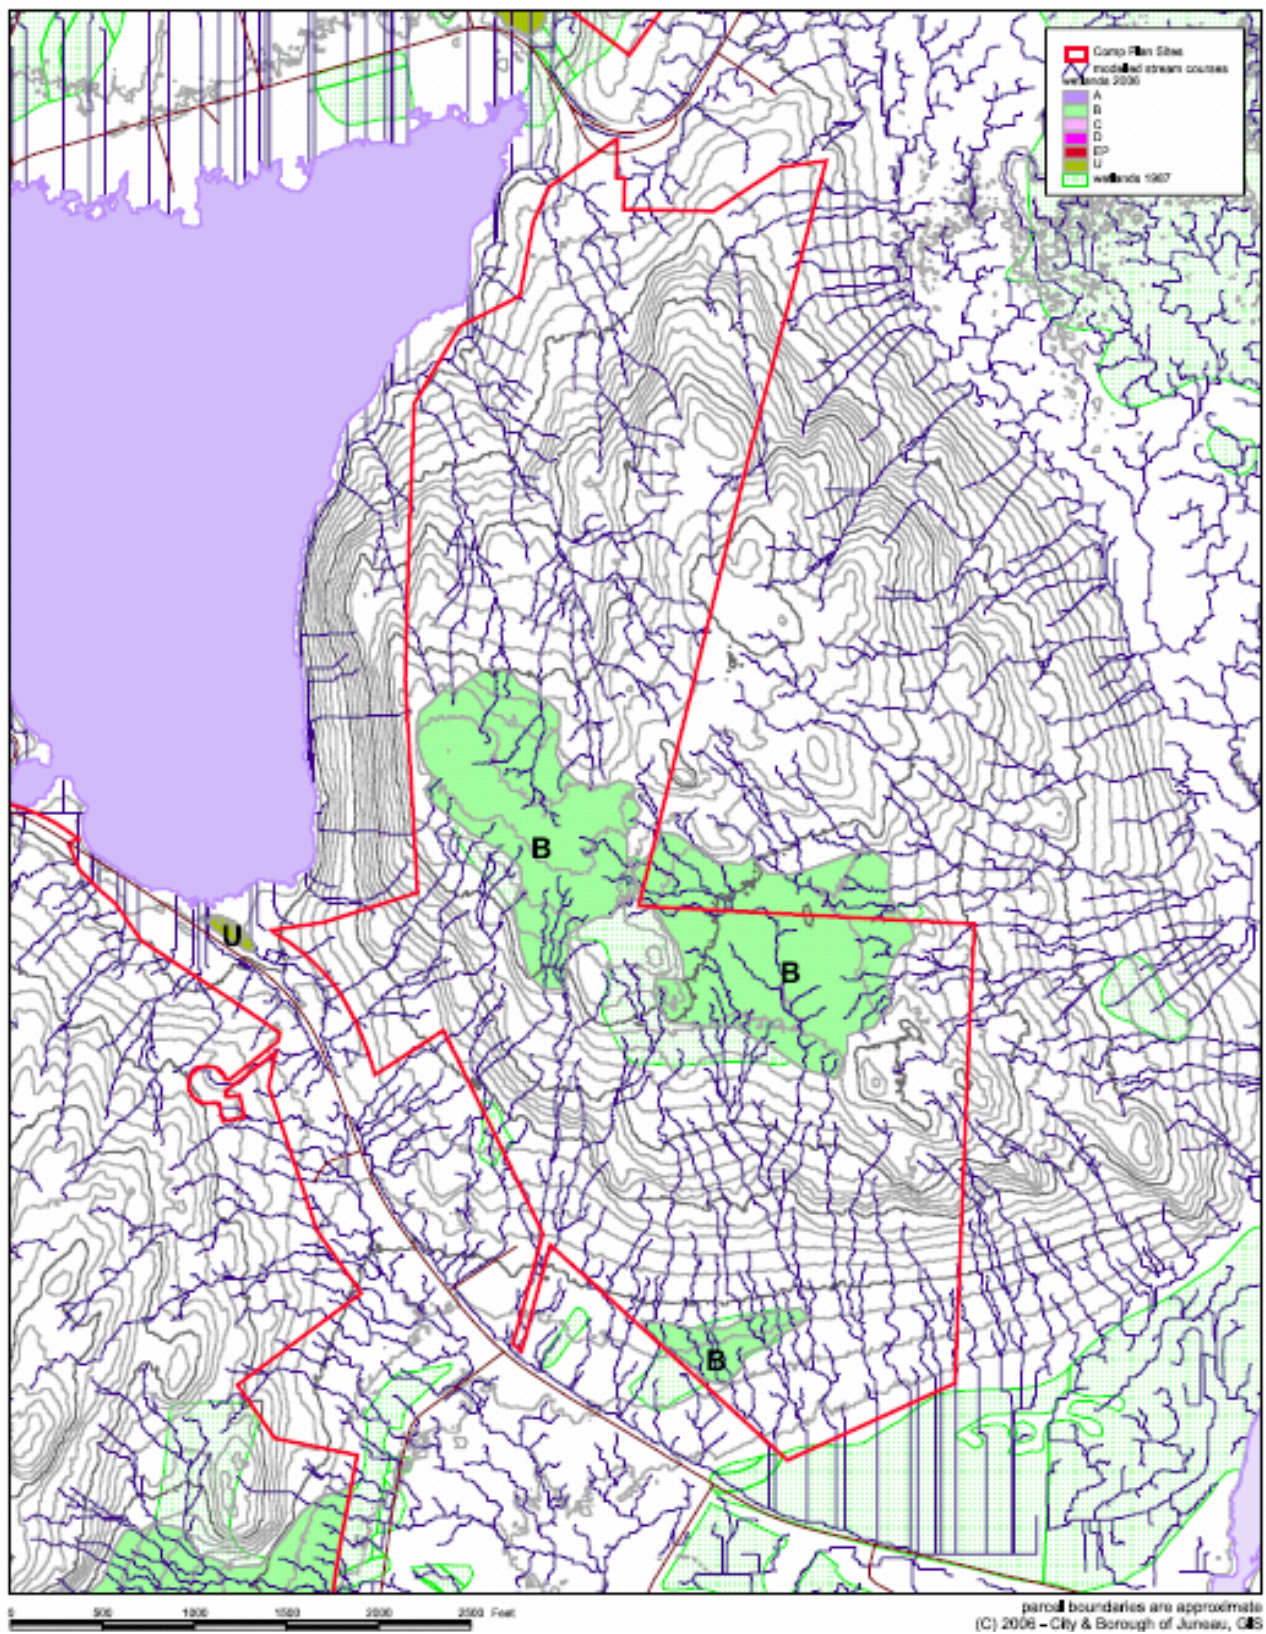 Comp Plan Sites
modelled stream courses
wetlands 2006
A
B
C
D
EP
U
wetlands 1987
B
U
B
B
0 500 1000 1500 2000 2500 Feet
parcel boundaries are approximate
(C) 2006 - City & Borough of Juneau, GIS